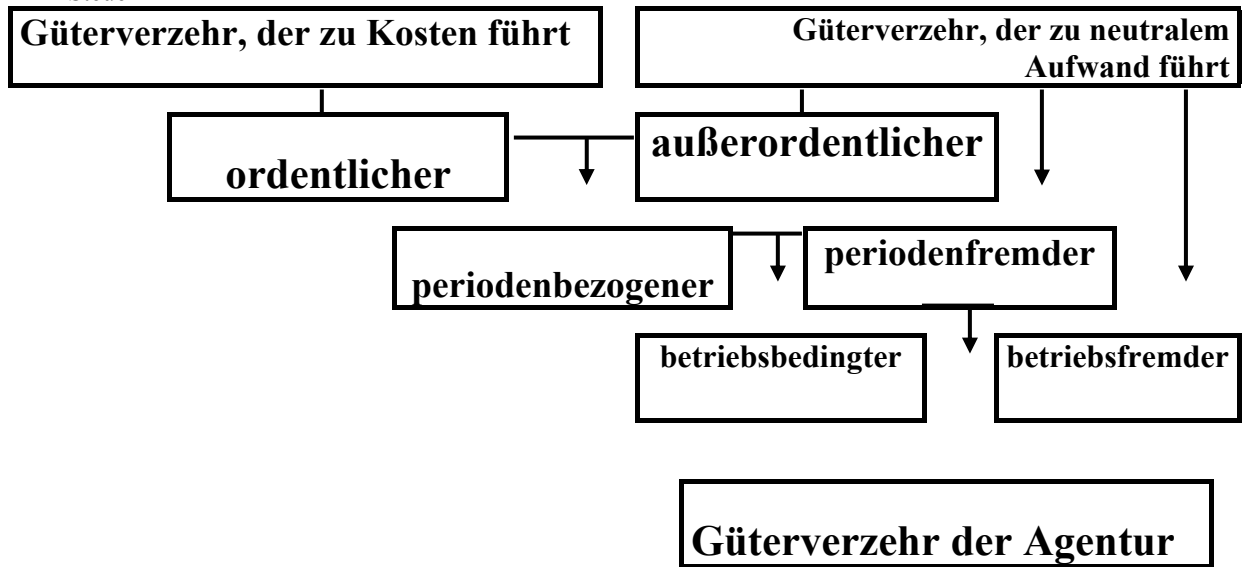 Güterverzehr, der zu Kosten führt
Güterverzehr, der zu neutralem
Aufwand führt
ordentlicher
außerordentlicher
periodenbezogener
periodenfremder
betriebsbedingter
betriebsfremder
Güterverzehr der Agentur